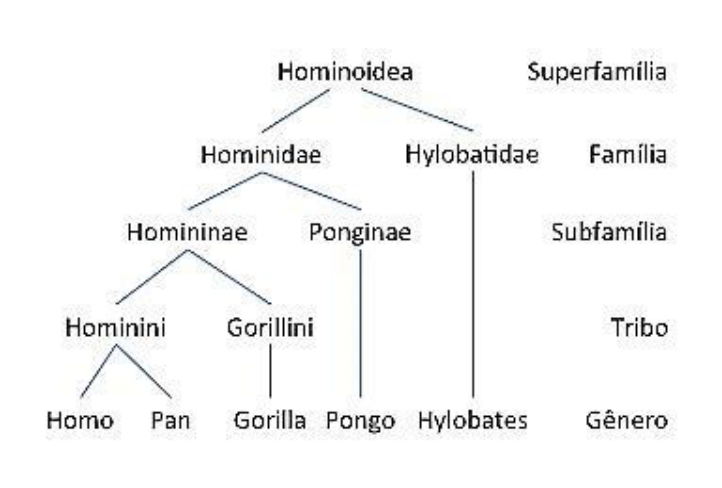 Hominoidea Superfamília
Hominidae Hylobatidae Família
Homininae Ponginae Subfamília
Hominini Gorillini Tribo
Homo Pan Gorilla Pongo Hylobates Gênero